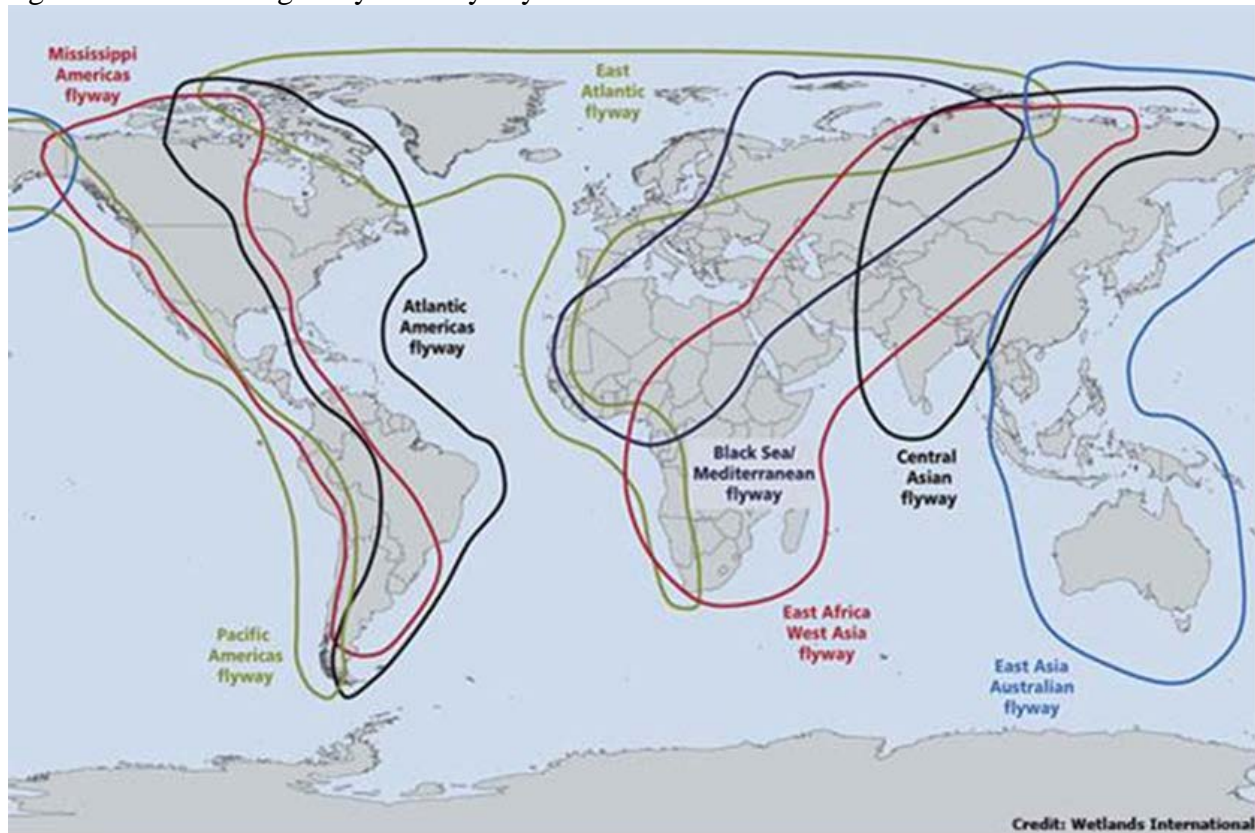 Mississippi
Americas
flyway
East
Atlantic
flyway
Atlantic
Americas
flyway
Black Sea/
Mediterranean
flyway
Central
Asian
flyway
Pacific
Americas
flyway
East Africa
West Asia
flyway
East Asia
Australian
flyway
Credit: Wetlands International